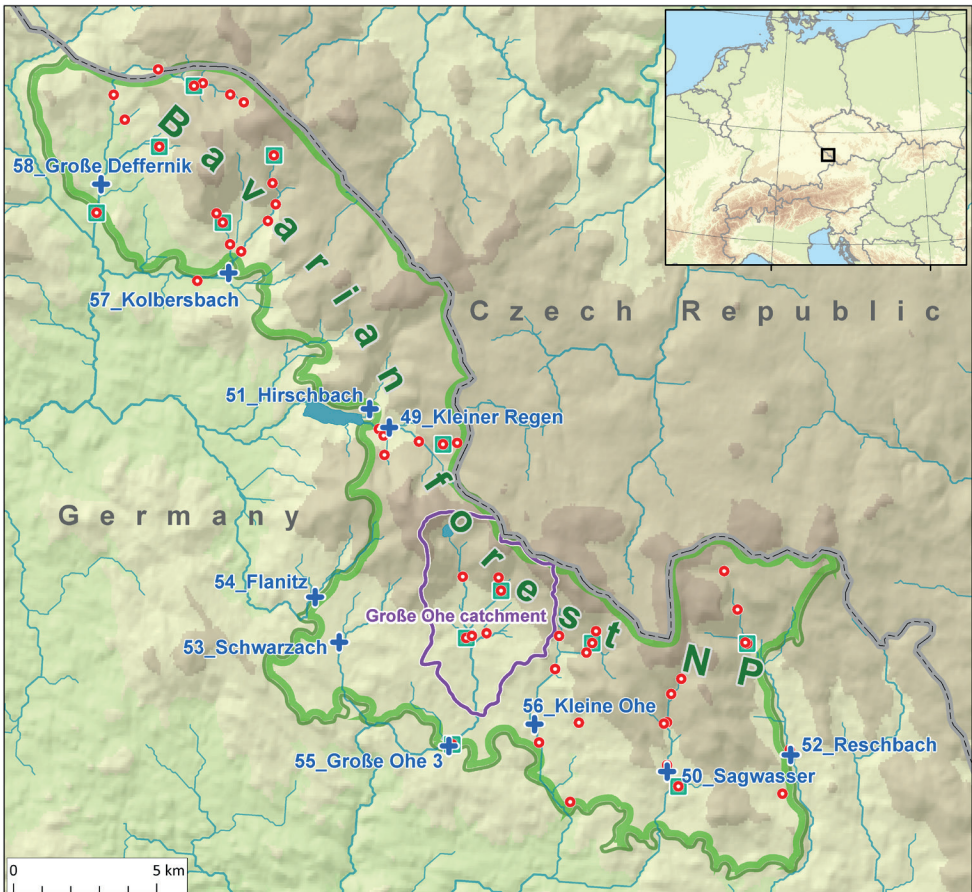 58_Große Deffernik
57_Kolbersbach
Bavarian
Forest NP
Czech Republic
51_Hirschbach
49_Kleiner Regen
Germany
54_Flanitz
Große Ohe catchment
53_Schwarzach
56_Kleine Ohe
52_Reschbach
55_Große Ohe 3
50_Sagwasser
0 5 km